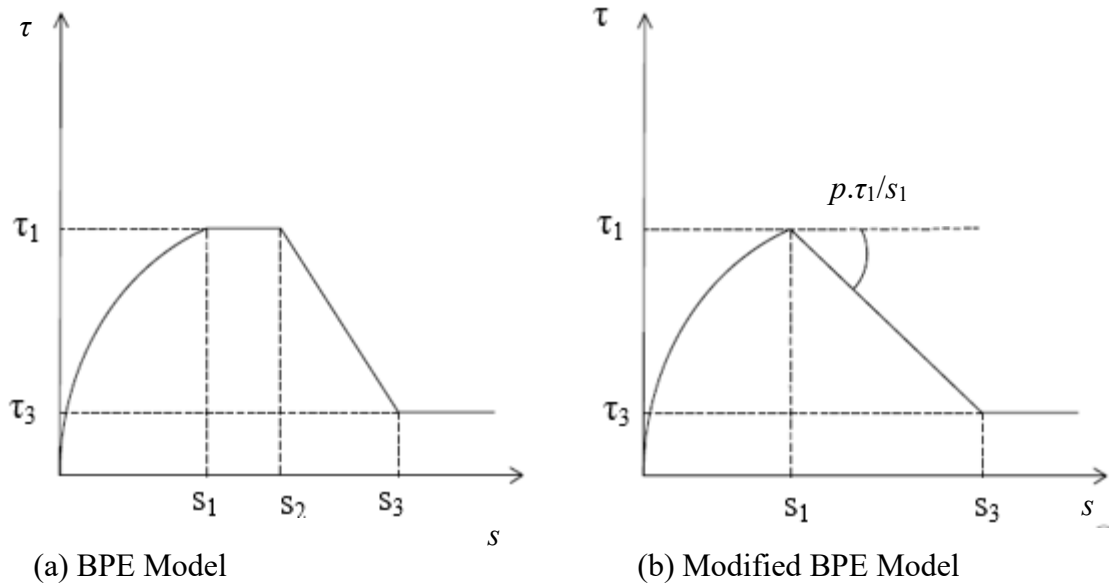 τ
τ₁
τ₃
s₁
s₂
s₃
s
(a) BPE Model
τ
p.τ₁/s₁
τ₁
τ₃
s₁
s₃
s
(b) Modified BPE Model